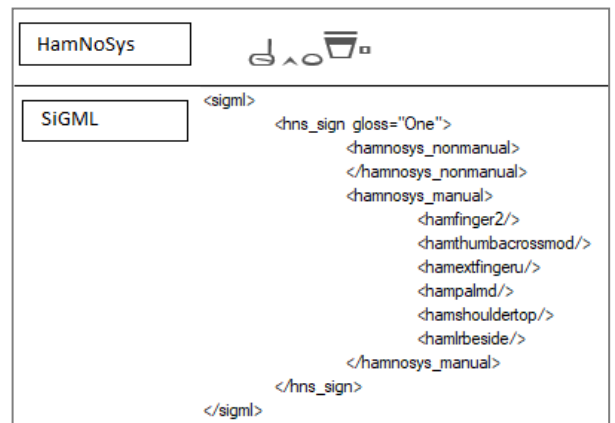 HamNoSys
SiGML
<sigml>
<hns_sign gloss="One">
<hamnosys_nonmanual>
</hamnosys_nonmanual>
<hamnosys_manual>
<hamfinger2/>
<hamthumbacrossmod/>
<hamextfingeru/>
<hampalmd/>
<hamshouldertop/>
<hamlrbeside/>
</hamnosys_manual>
</hns_sign>
</sigml>